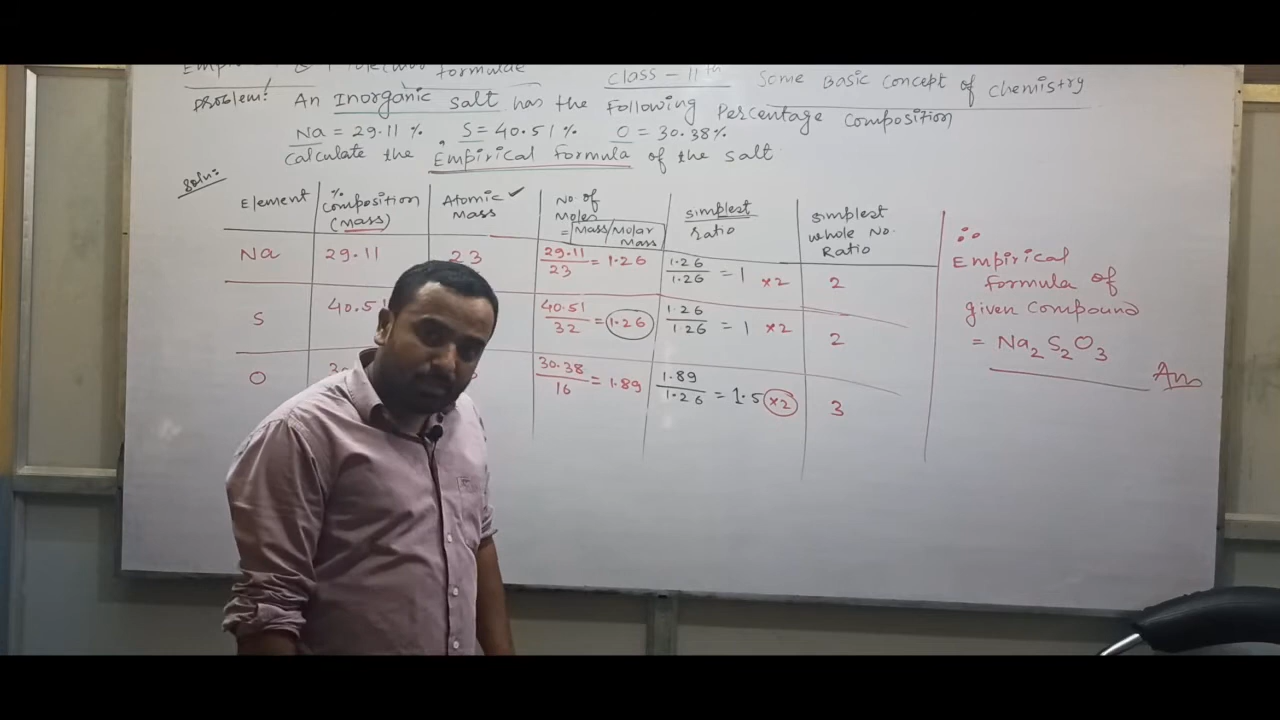 formulae
class - 11th Some Basic concept of chemistry
Problem: An Inorganic salt has the Following Percentage Composition
Na = 29.11 % , S = 40.51 % O = 30.38%
Calculate the Empirical formula of the salt
Soln:
Element
% Composition (Mass)
Atomic Mass ✓
No. of Moles = Mass/Molar Mass
simplest ratio
simplest whole No. Ratio
Na 29.11 23 29.11/23 = 1.26 1.26/1.26 = 1 ×2 2
S 40.5 40.51/32 = 1.26 1.26/1.26 = 1 ×2 2
O 30.38/16 = 1.89 1.89/1.26 = 1.5 ×2 3
∴
Empirical
formula of
given compound
= Na2S2O3
Ans